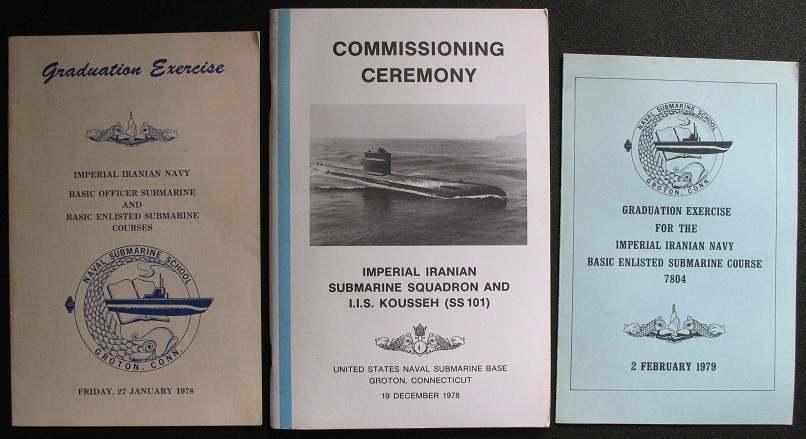 Graduation Exercise
IMPERIAL IRANIAN NAVY
BASIC OFFICER SUBMARINE
AND
BASIC ENLISTED SUBMARINE
COURSES
NAVAL SUBMARINE SCHOOL
GROTON, CONN.
FRIDAY, 27 JANUARY 1978
COMMISSIONING
CEREMONY
IMPERIAL IRANIAN
SUBMARINE SQUADRON AND
I.I.S. KOUSSEH (SS 101)
UNITED STATES NAVAL SUBMARINE BASE
GROTON, CONNECTICUT
19 DECEMBER 1978
NAVAL SUBMARINE SCHOOL
GROTON, CONN.
GRADUATION EXERCISE
FOR THE
IMPERIAL IRANIAN NAVY
BASIC ENLISTED SUBMARINE COURSE
7804
2 FEBRUARY 1979